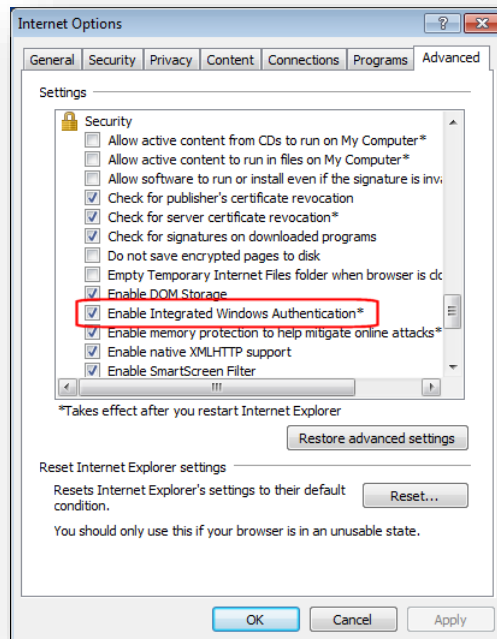 Internet Options
General Security Privacy Content Connections Programs Advanced
Settings
Security
Allow active content from CDs to run on My Computer*
Allow active content to run in files on My Computer*
Allow software to run or install even if the signature is inva
Check for publisher's certificate revocation
Check for server certificate revocation*
Check for signatures on downloaded programs
Do not save encrypted pages to disk
Empty Temporary Internet Files folder when browser is clo
Enable DOM Storage
Enable Integrated Windows Authentication*
Enable memory protection to help mitigate online attacks*
Enable native XMLHTTP support
Enable SmartScreen Filter
*Takes effect after you restart Internet Explorer
Restore advanced settings
Reset Internet Explorer settings
Resets Internet Explorer's settings to their default
condition.
Reset...
You should only use this if your browser is in an unusable state.
OK Cancel Apply